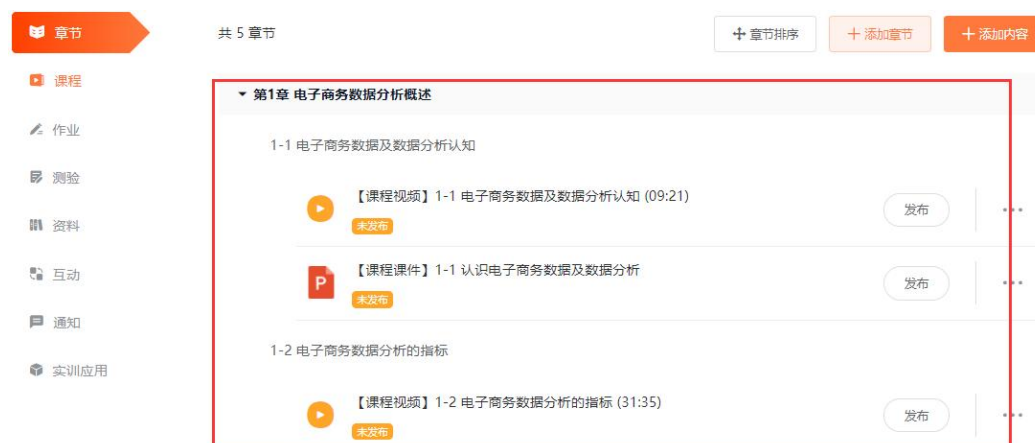 章节
共 5 章节
章节排序
添加章节
添加内容
课程
作业
测验
资料
互动
通知
实训应用
第1章 电子商务数据分析概述
1-1 电子商务数据及数据分析认知
【课程视频】1-1 电子商务数据及数据分析认知 (09:21)
未发布
发布
P
【课程课件】1-1 认识电子商务数据及数据分析
未发布
发布
1-2 电子商务数据分析的指标
【课程视频】1-2 电子商务数据分析的指标 (31:35)
未发布
发布